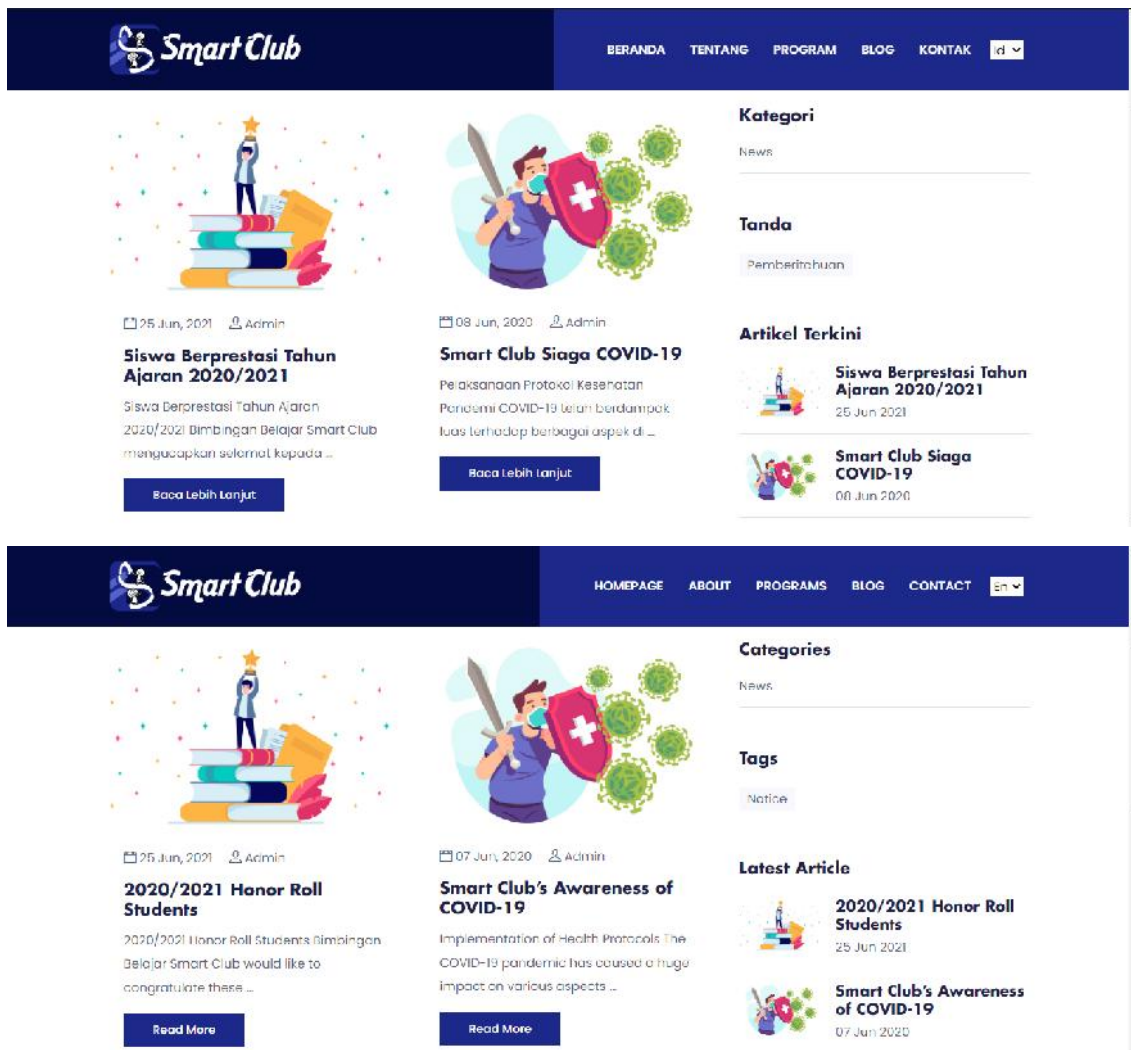 Smart Club
BERANDA TENTANG PROGRAM BLOG KONTAK Id
25 Jun, 2021 Admin
Siswa Berprestasi Tahun
Ajaran 2020/2021
Siswa Berprestasi Tahun Ajaran
2020/2021 Bimbingan Belajar Smart Club
mengucapkan selamat kepada ...
Baca Lebih Lanjut
08 Jun, 2020 Admin
Smart Club Siaga COVID-19
Pelaksanaan Protokol Kesehatan
Pandemi COVID-19 telah berdampak
luas terhadap berbagai aspek di ...
Baca Lebih Lanjut
Kategori
News
Tanda
Pemberitahuan
Artikel Terkini
Siswa Berprestasi Tahun
Ajaran 2020/2021
25 Jun 2021
Smart Club Siaga
COVID-19
08 Jun 2020
Smart Club
HOMEPAGE ABOUT PROGRAMS BLOG CONTACT En
25 Jun, 2021 Admin
2020/2021 Honor Roll
Students
2020/2021 Honor Roll Students Bimbingan
Belajar Smart Club would like to
congratulate these ...
Read More
07 Jun, 2020 Admin
Smart Club's Awareness of
COVID-19
Implementation of Health Protocols The
COVID-19 pandemic has caused a huge
impact on various aspects ...
Read More
Categories
News
Tags
Notice
Latest Article
2020/2021 Honor Roll
Students
25 Jun 2021
Smart Club's Awareness
of COVID-19
07 Jun 2020